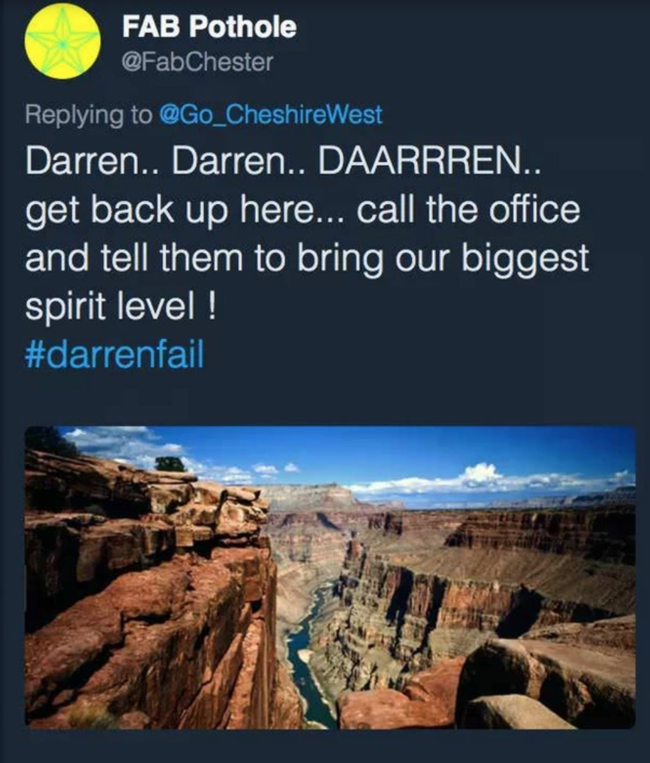 FAB Pothole
@FabChester
Replying to @Go_CheshireWest
Darren.. Darren.. DAARRREN..
get back up here... call the office
and tell them to bring our biggest
spirit level !
#darrenfail